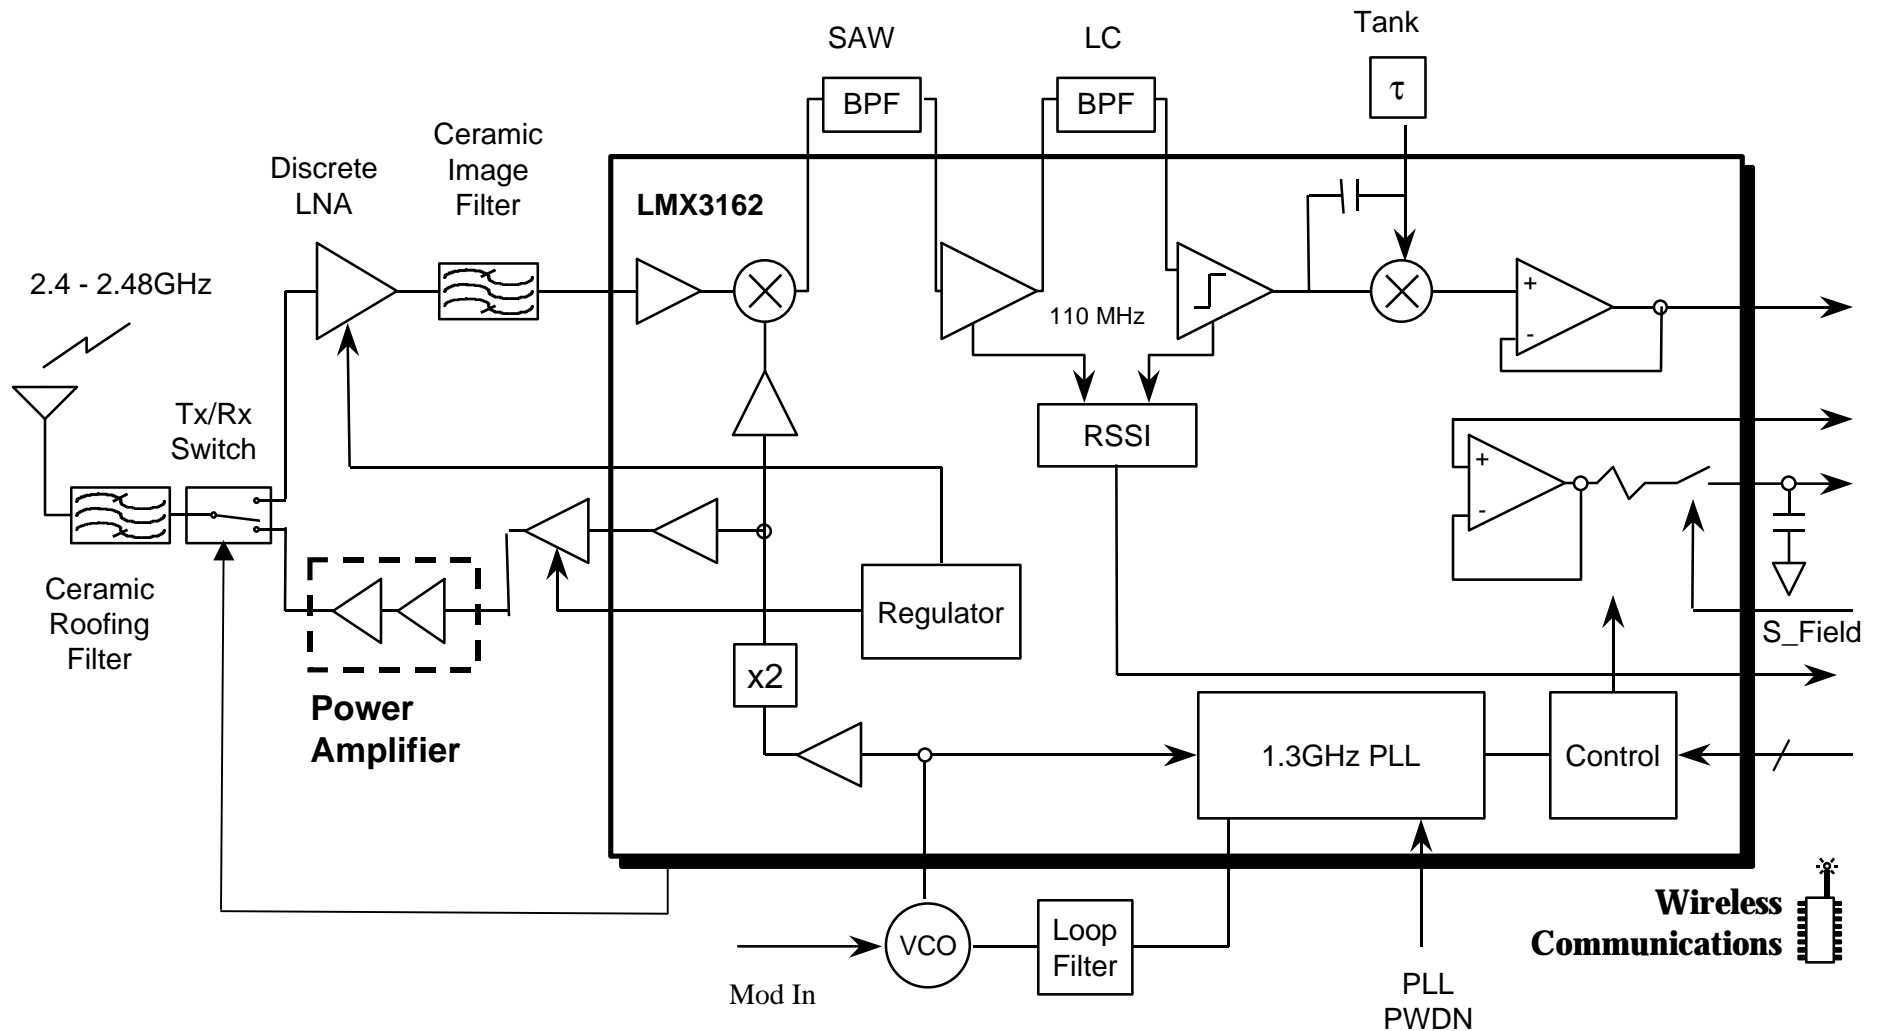 SAW
LC
Tank
BPF
BPF
τ
Ceramic
Image
Filter
Discrete
LNA
LMX3162
2.4 - 2.48GHz
110 MHz
+
-
Tx/Rx
Switch
RSSI
+
-
Ceramic
Roofing
Filter
Regulator
S_Field
x2
Power
Amplifier
1.3GHz PLL
Control
Wireless
Communications
VCO
Loop
Filter
Mod In
PLL
PWDN